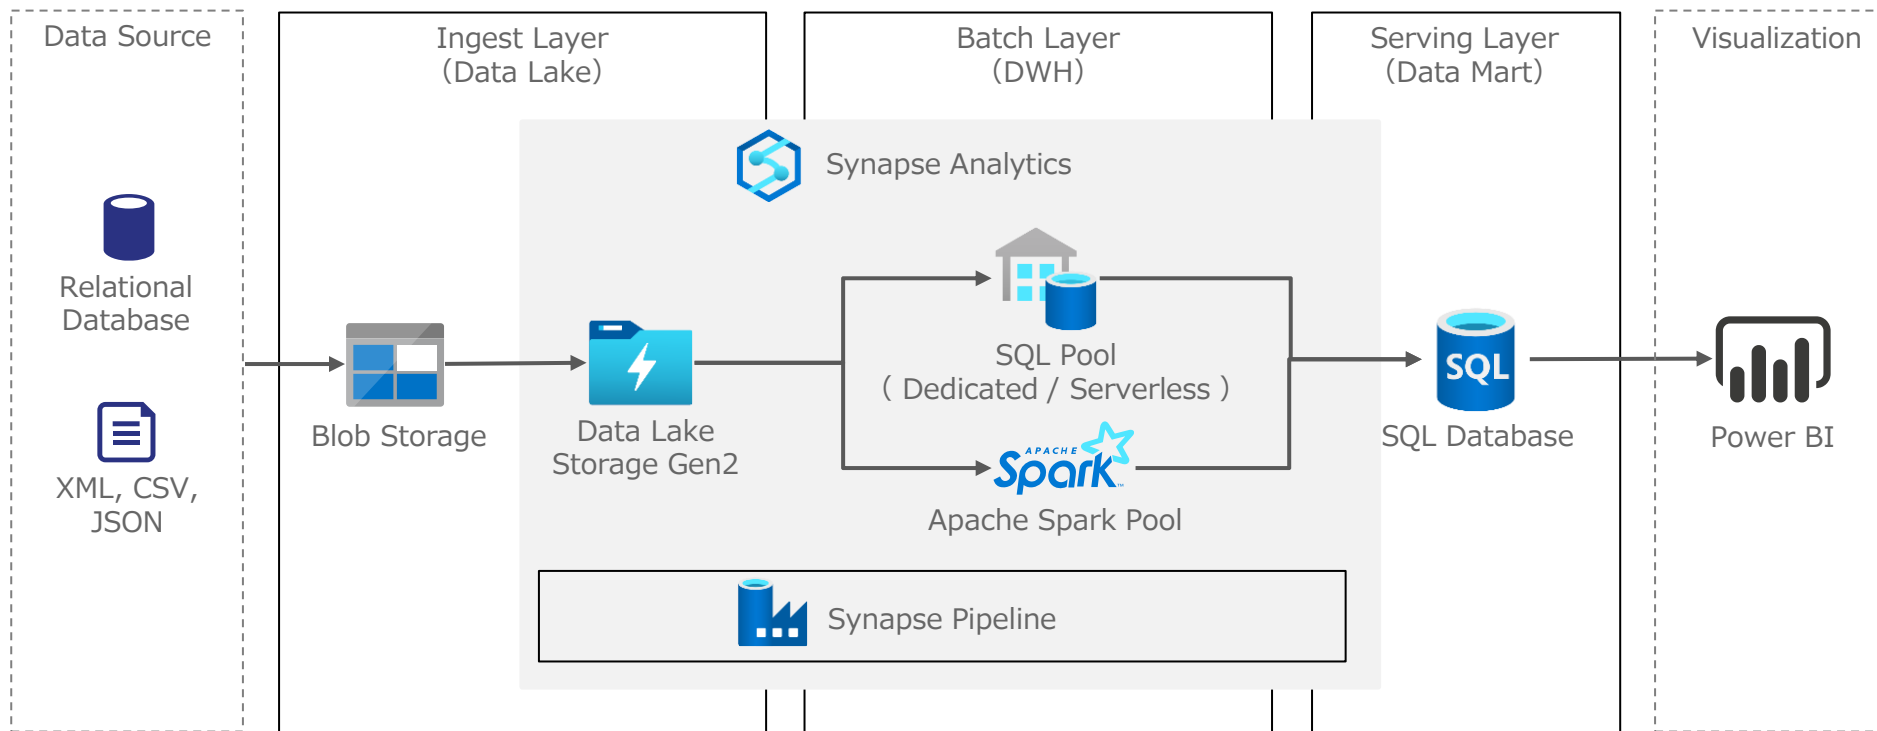 Data Source
Relational
Database
XML, CSV,
JSON
Ingest Layer
（Data Lake）
Blob Storage
Data Lake
Storage Gen2
Batch Layer
（DWH）
Synapse Analytics
SQL Pool
（ Dedicated / Serverless ）
APACHE
Spark
Apache Spark Pool
Synapse Pipeline
Serving Layer
（Data Mart）
SQL
SQL Database
Visualization
Power BI